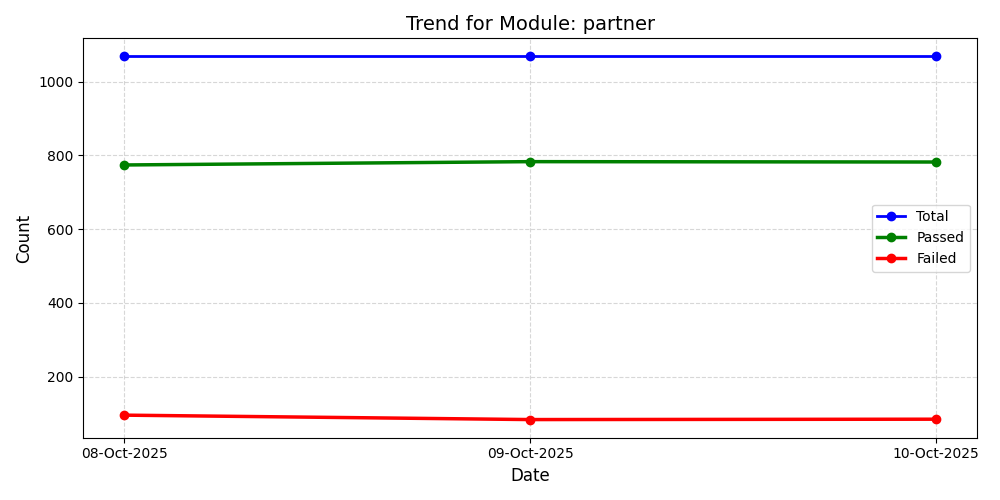 Trend for Module: partner
Count
1000
800
600
400
200
Total
Passed
Failed
08-Oct-2025
09-Oct-2025
10-Oct-2025
Date